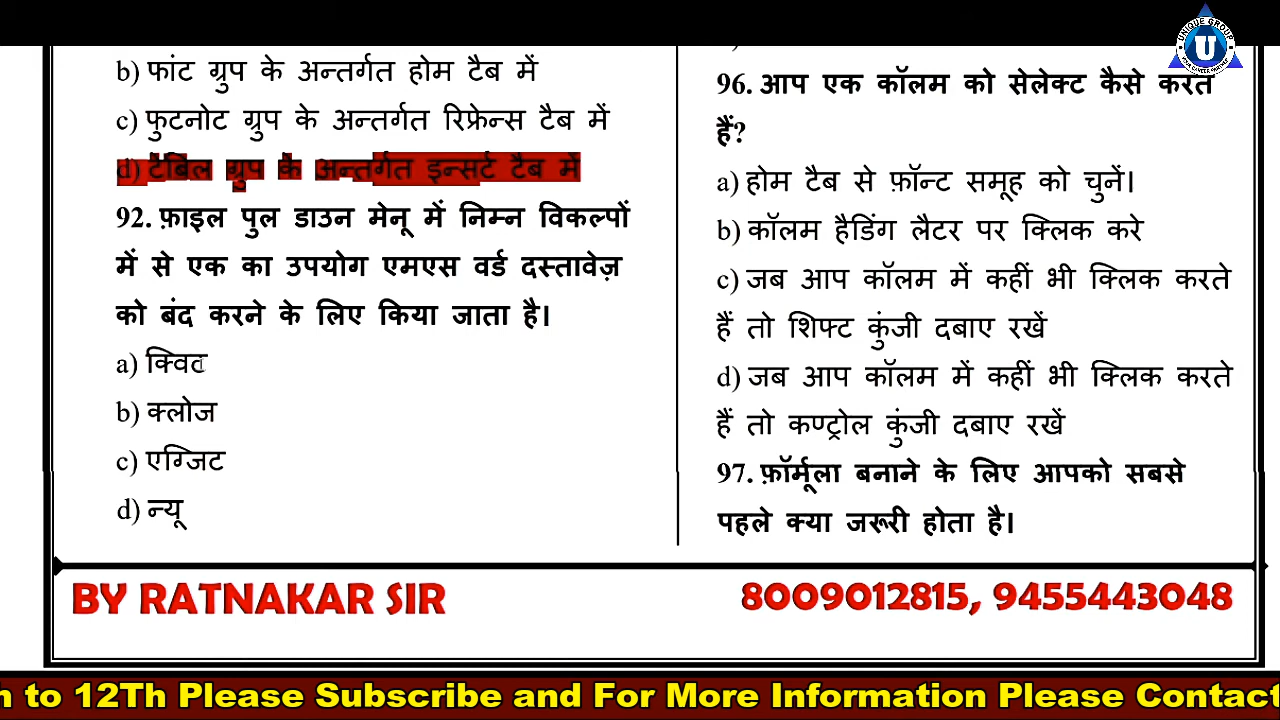 UNIQUE GROUP
U
b) फांट ग्रुप के अन्तर्गत होम टैब में
c) फुटनोट ग्रुप के अन्तर्गत रिफ्रेन्स टैब में
d) टेबिल ग्रुप के अन्तर्गत इन्सर्ट टैब में
92. फ़ाइल पुल डाउन मेनू में निम्न विकल्पों
में से एक का उपयोग एमएस वर्ड दस्तावेज़
को बंद करने के लिए किया जाता है।
a) क्विट
b) क्लोज
c) एग्जिट
d) न्यू
96. आप एक कॉलम को सेलेक्ट कैसे करते
हैं?
a) होम टैब से फ़ॉन्ट समूह को चुनें।
b) कॉलम हैडिंग लैटर पर क्लिक करे
c) जब आप कॉलम में कहीं भी क्लिक करते
हैं तो शिफ्ट कुंजी दबाए रखें
d) जब आप कॉलम में कहीं भी क्लिक करते
हैं तो कण्ट्रोल कुंजी दबाए रखें
97. फ़ॉर्मूला बनाने के लिए आपको सबसे
पहले क्या जरूरी होता है।
BY RATNAKAR SIR
8009012815, 9455443048
h to 12Th Please Subscribe and For More Information Please Contact